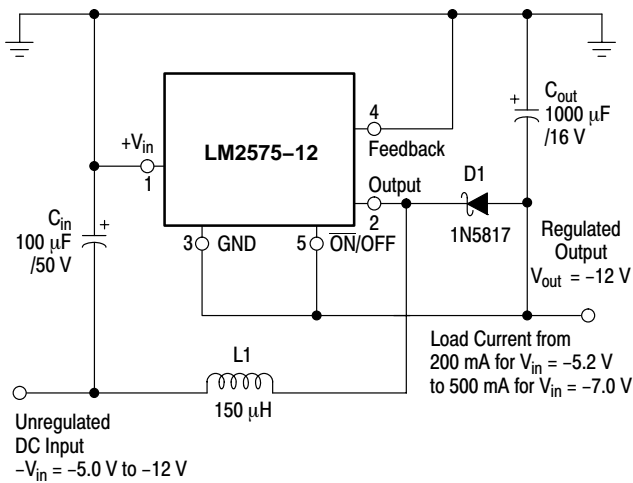 +Vin
1
LM2575–12
4
Feedback
Output
2
3
GND
5
ON/OFF
Cin
100 µF
/50 V
+
+
Cout
1000 µF
/16 V
D1
1N5817
Regulated
Output
Vout = –12 V
L1
150 µH
Load Current from
200 mA for Vin = –5.2 V
to 500 mA for Vin = –7.0 V
Unregulated
DC Input
–Vin = –5.0 V to –12 V